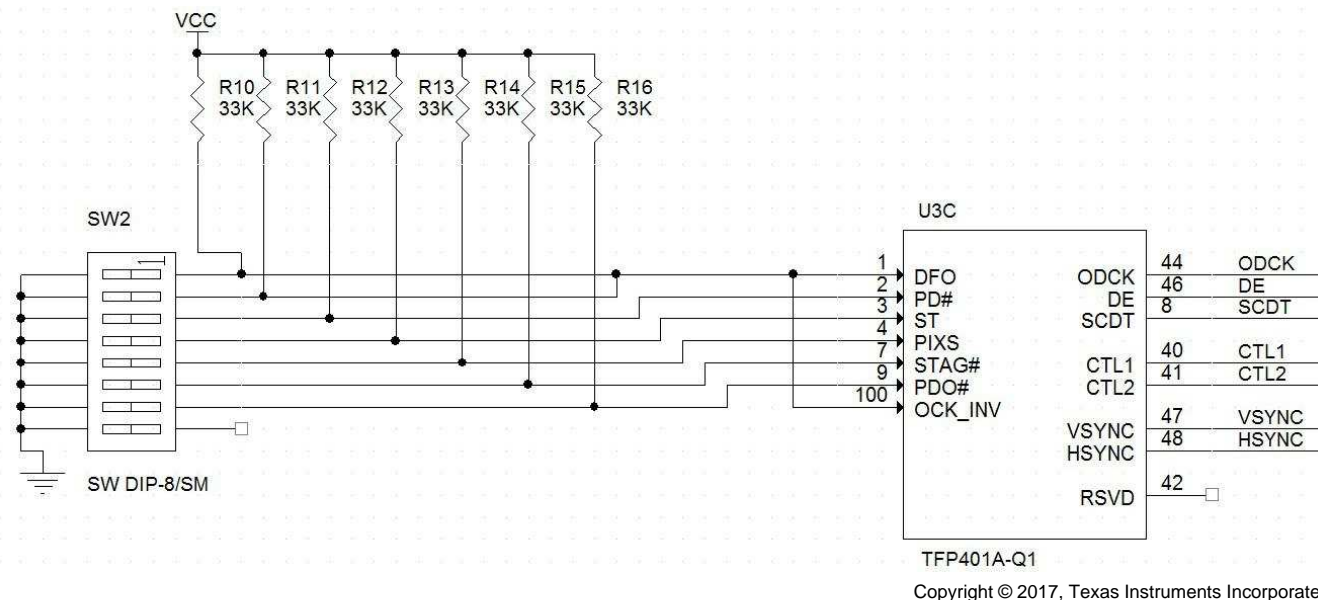 VCC
R10 R11 R12 R13 R14 R15 R16
33K 33K 33K 33K 33K 33K 33K
SW2
1
SW DIP-8/SM
U3C
1 DFO
2 PD#
3 ST
4 PIXS
7 STAG#
9 PDO#
100 OCK_INV
ODCK 44 ODCK
DE 46 DE
SCDT 8 SCDT
CTL1 40 CTL1
CTL2 41 CTL2
VSYNC 47 VSYNC
HSYNC 48 HSYNC
RSVD 42
TFP401A-Q1
Copyright © 2017, Texas Instruments Incorporate